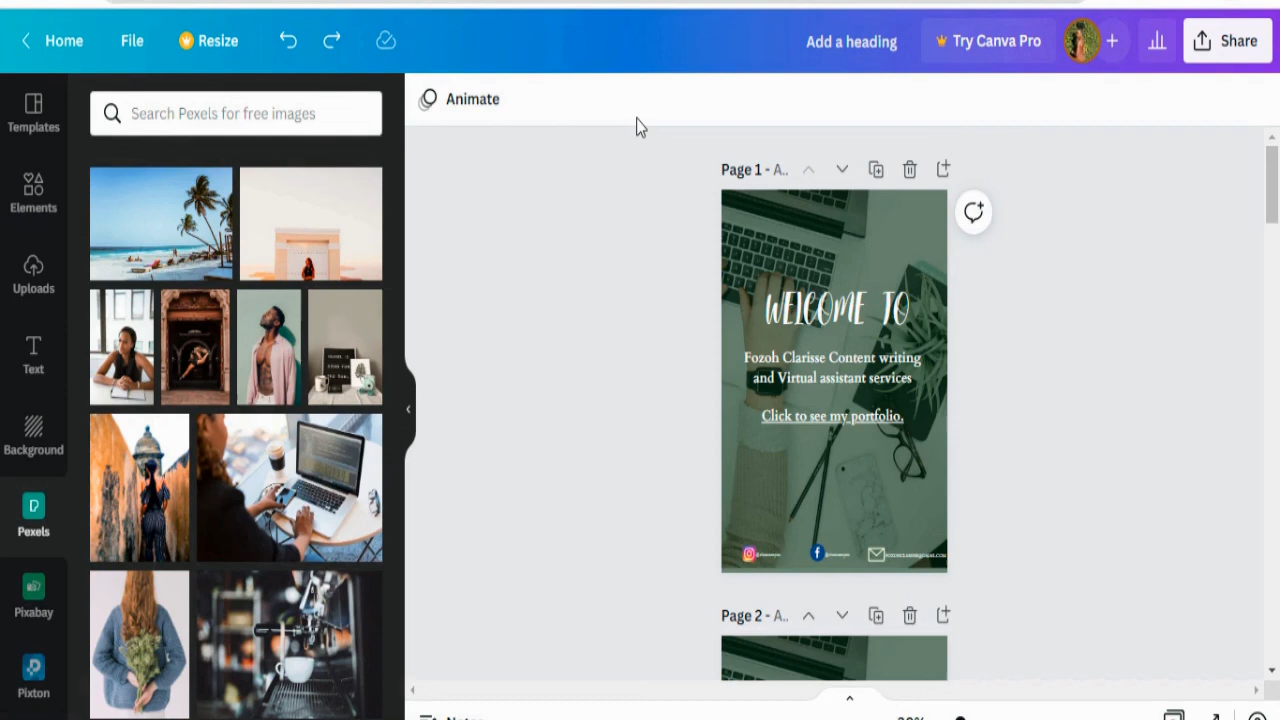 Home File Resize Add a heading Try Canva Pro Share
Templates
Elements
Uploads
Text
Background
Pexels
Pixabay
Pixton
Search Pexels for free images
Animate
Page 1 - A..
WELCOME TO
Fozoh Clarisse Content writing
and Virtual assistant services
Click to see my portfolio.
Page 2 - A..
Notes